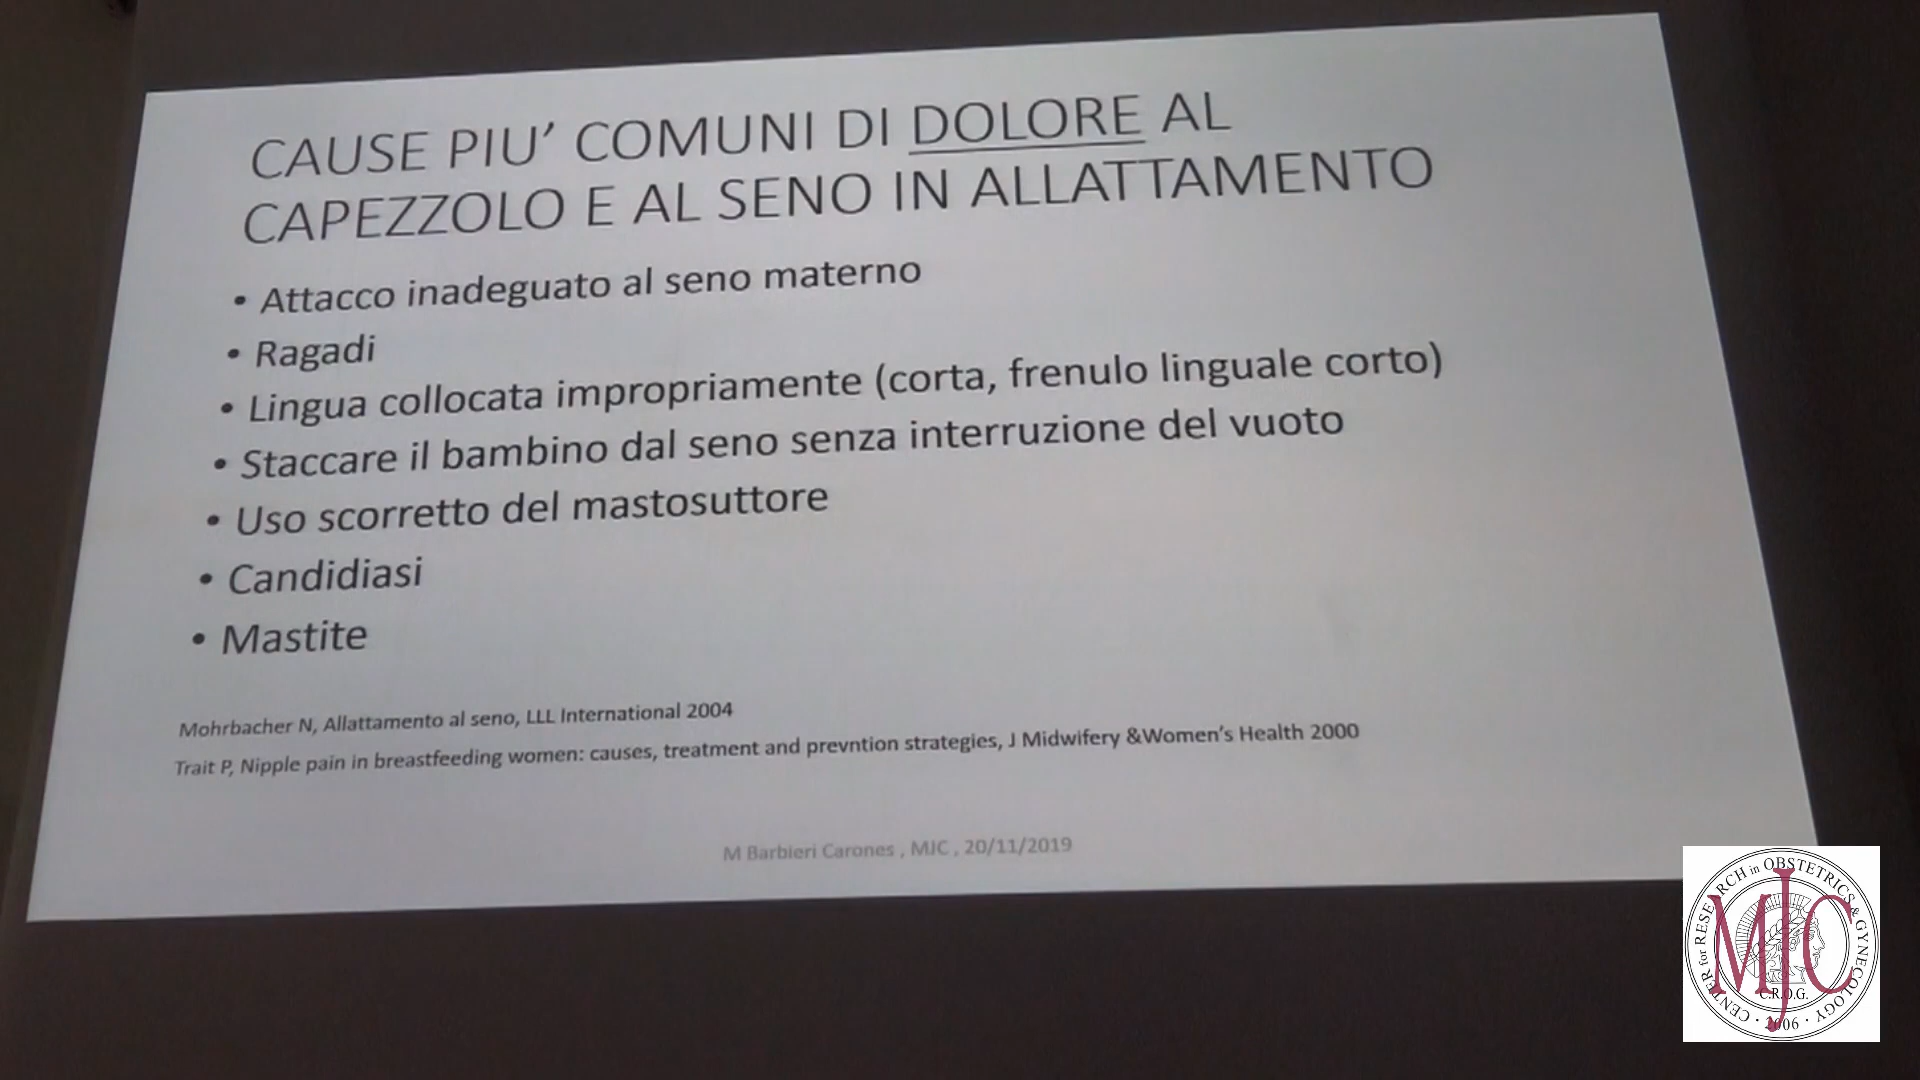 CAUSE PIU’ COMUNI DI DOLORE AL
CAPEZZOLO E AL SENO IN ALLATTAMENTO
• Attacco inadeguato al seno materno
• Ragadi
• Lingua collocata impropriamente (corta, frenulo linguale corto)
• Staccare il bambino dal seno senza interruzione del vuoto
• Uso scorretto del mastosuttore
• Candidiasi
• Mastite
Mohrbacher N, Allattamento al seno, LLL International 2004
Trait P, Nipple pain in breastfeeding women: causes, treatment and prevntion strategies, J Midwifery &Women’s Health 2000
M Barbieri Carones , MJC , 20/11/2019
CENTER for RESEARCH in OBSTETRICS & GYNECOLOGY
MJC
C.R.O.G.
· 2006 ·